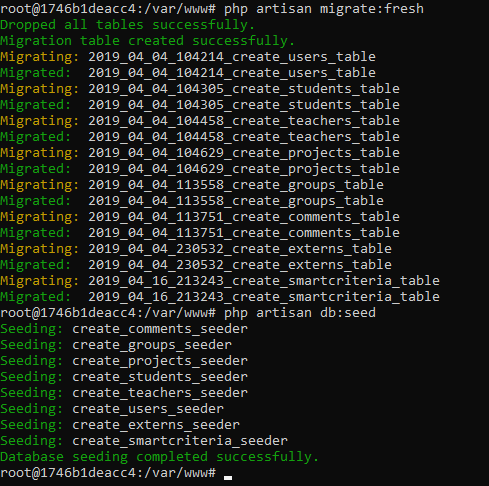 root@1746b1deacc4:/var/www# php artisan migrate:fresh
Dropped all tables successfully.
Migration table created successfully.
Migrating: 2019_04_04_104214_create_users_table
Migrated:  2019_04_04_104214_create_users_table
Migrating: 2019_04_04_104305_create_students_table
Migrated:  2019_04_04_104305_create_students_table
Migrating: 2019_04_04_104458_create_teachers_table
Migrated:  2019_04_04_104458_create_teachers_table
Migrating: 2019_04_04_104629_create_projects_table
Migrated:  2019_04_04_104629_create_projects_table
Migrating: 2019_04_04_113558_create_groups_table
Migrated:  2019_04_04_113558_create_groups_table
Migrating: 2019_04_04_113751_create_comments_table
Migrated:  2019_04_04_113751_create_comments_table
Migrating: 2019_04_04_230532_create_externs_table
Migrated:  2019_04_04_230532_create_externs_table
Migrating: 2019_04_16_213243_create_smartcriteria_table
Migrated:  2019_04_16_213243_create_smartcriteria_table
root@1746b1deacc4:/var/www# php artisan db:seed
Seeding: create_comments_seeder
Seeding: create_groups_seeder
Seeding: create_projects_seeder
Seeding: create_students_seeder
Seeding: create_teachers_seeder
Seeding: create_users_seeder
Seeding: create_externs_seeder
Seeding: create_smartcriteria_seeder
Database seeding completed successfully.
root@1746b1deacc4:/var/www#